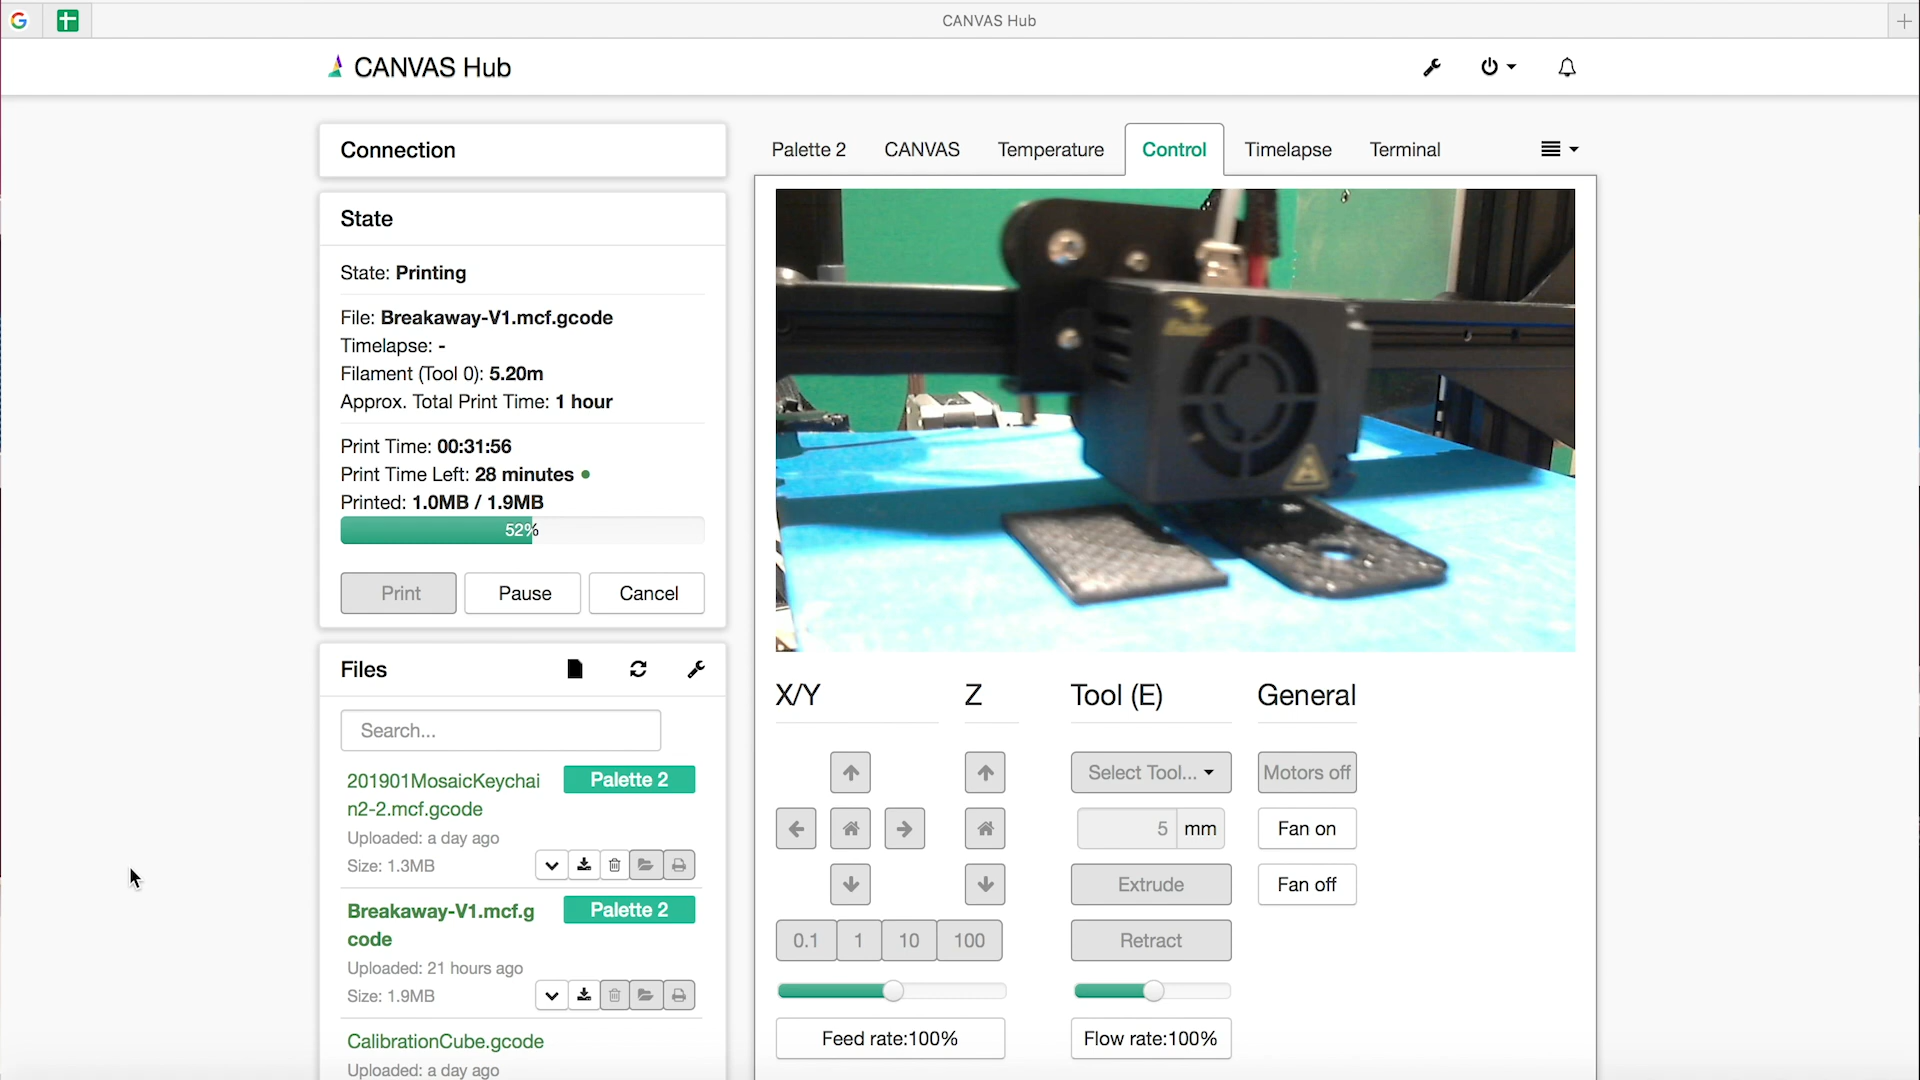 CANVAS Hub
CANVAS Hub
Connection
State
State: Printing
File: Breakaway-V1.mcf.gcode
Timelapse: -
Filament (Tool 0): 5.20m
Approx. Total Print Time: 1 hour
Print Time: 00:31:56
Print Time Left: 28 minutes
Printed: 1.0MB / 1.9MB
52%
Print Pause Cancel
Files
Search...
201901MosaicKeychai
n2-2.mcf.gcode
Palette 2
Uploaded: a day ago
Size: 1.3MB
Breakaway-V1.mcf.g
code
Palette 2
Uploaded: 21 hours ago
Size: 1.9MB
CalibrationCube.gcode
Uploaded: a day ago
Palette 2 CANVAS Temperature Control Timelapse Terminal
X/Y Z Tool (E) General
Select Tool... Motors off
5 mm Fan on
Extrude Fan off
0.1 1 10 100 Retract
Feed rate:100% Flow rate:100%